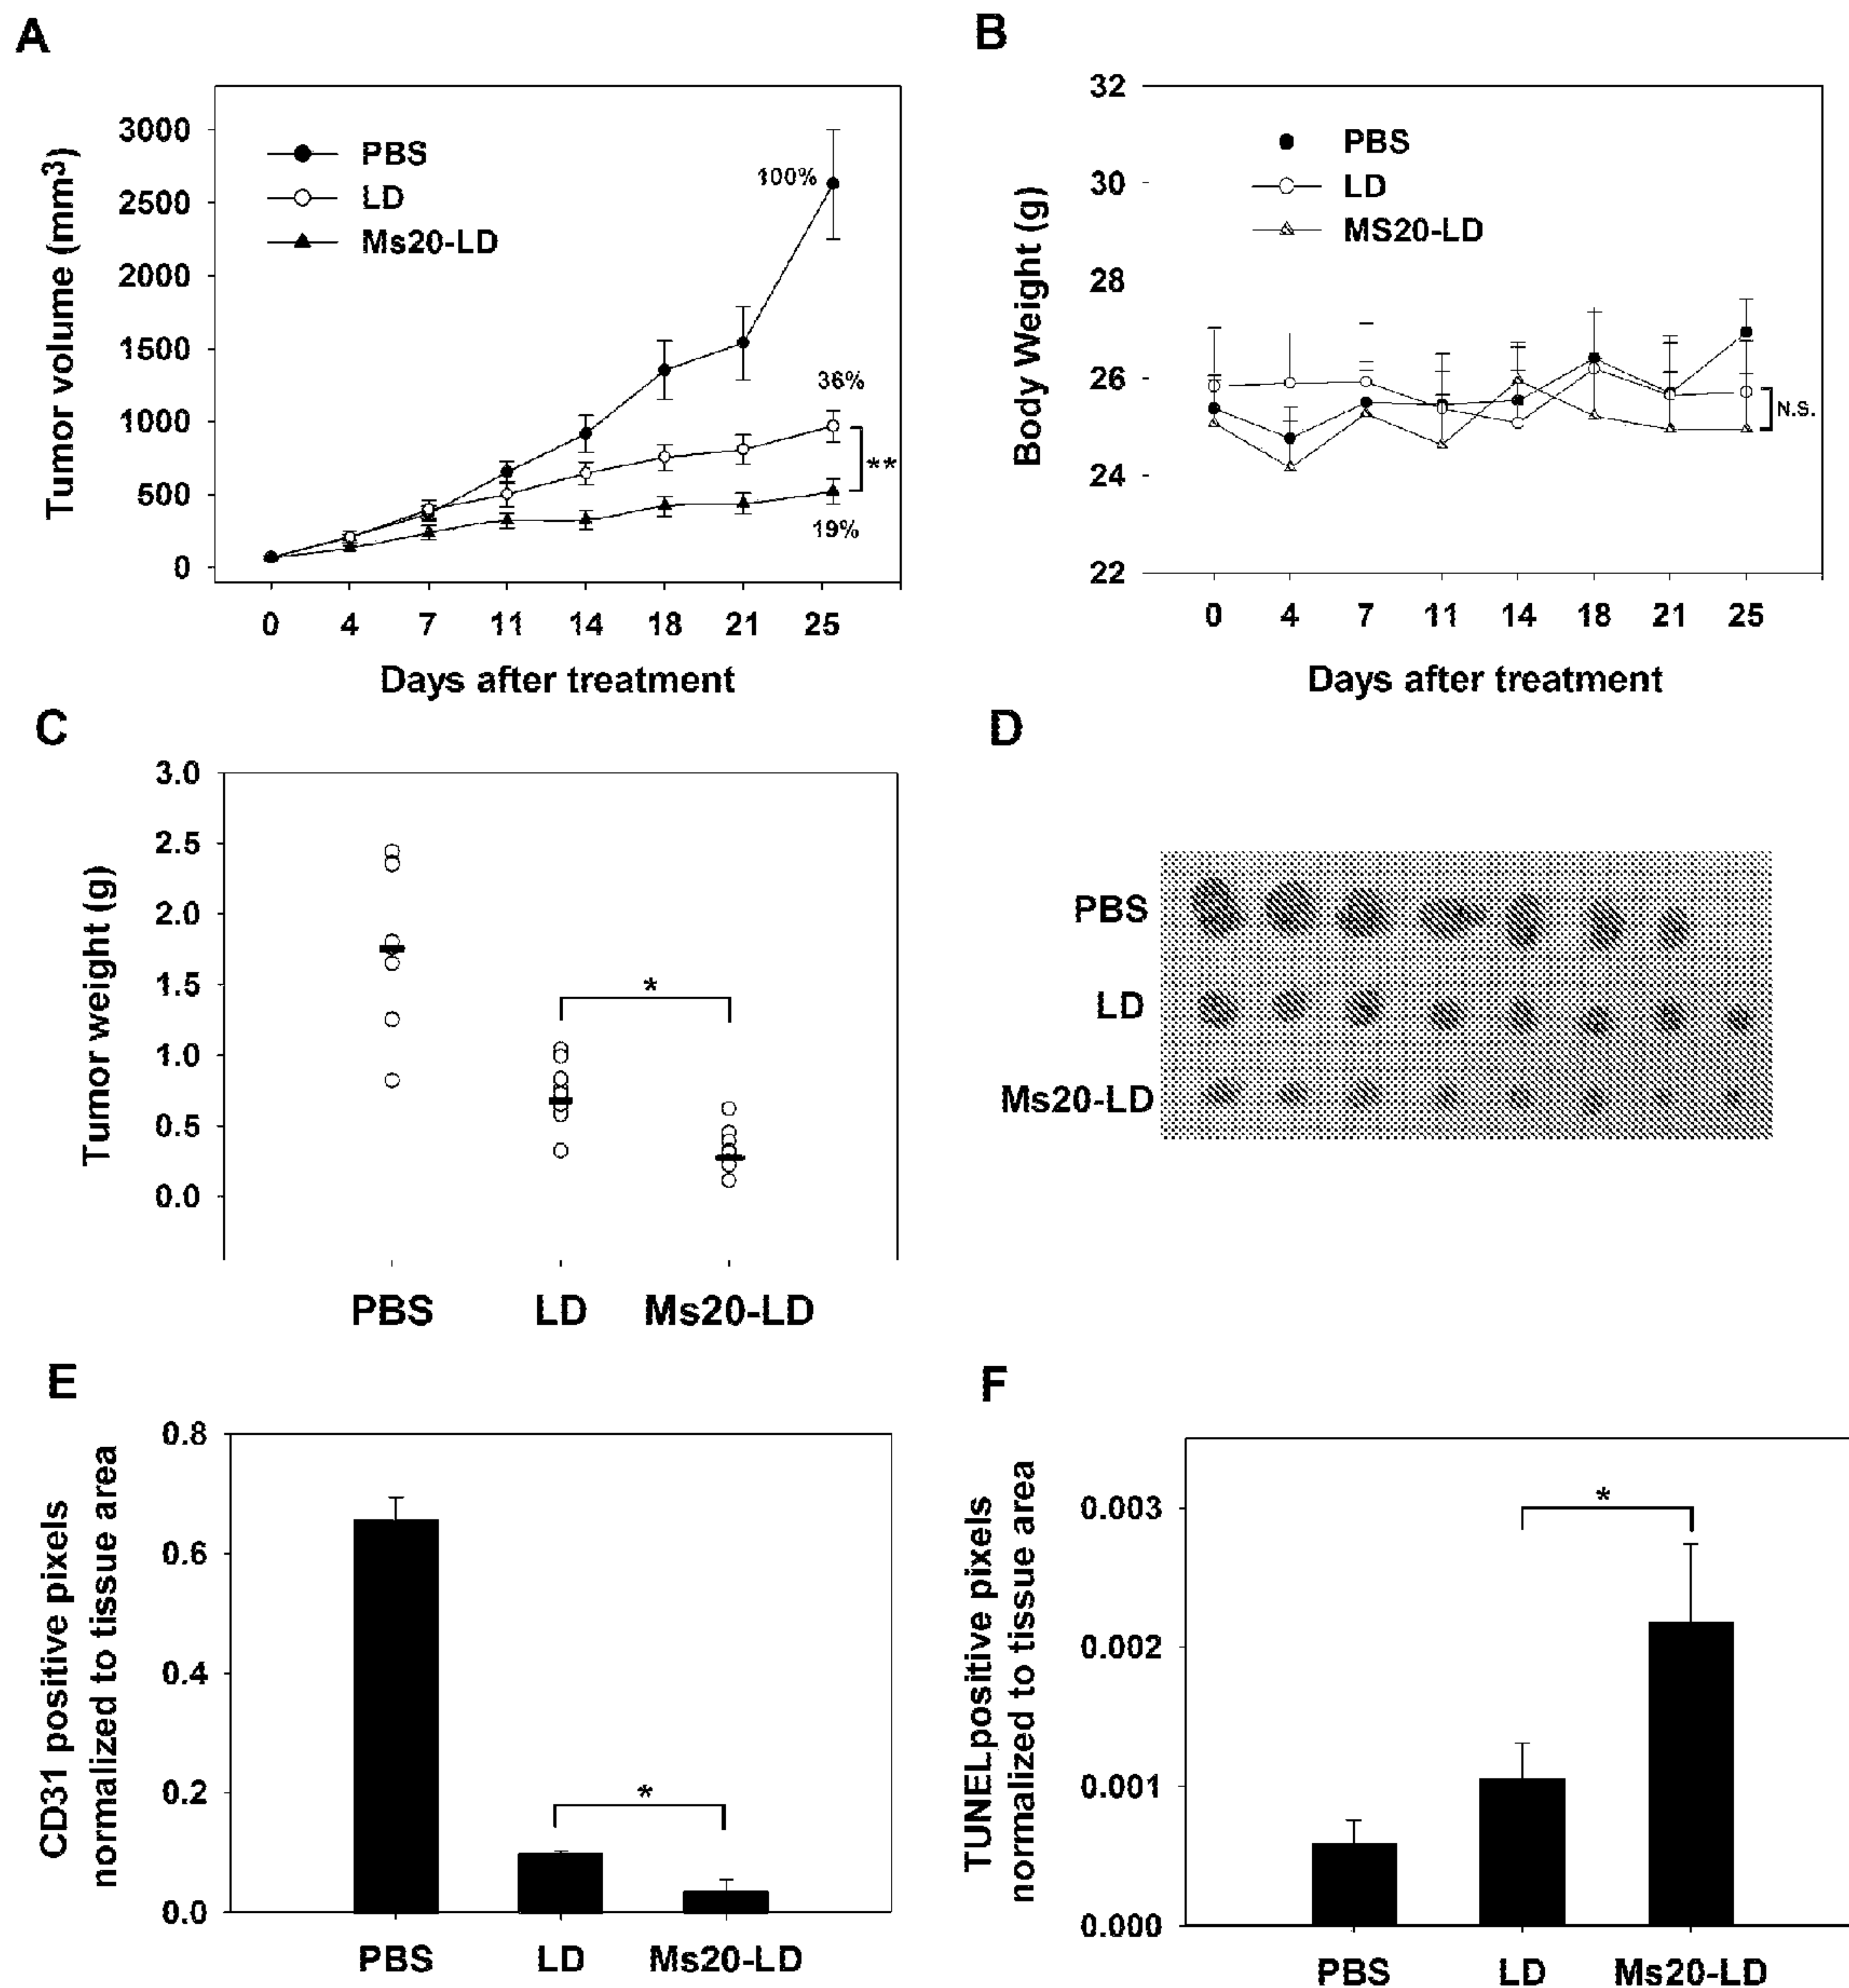 A
Tumor volume (mm3)
3000
2500
2000
1500
1000
500
0
PBS
LD
Ms20-LD
100%
36%
**
19%
0 4 7 11 14 18 21 25
Days after treatment
B
Body Weight (g)
32
30
28
26
24
22
PBS
LD
MS20-LD
N.S.
0 4 7 11 14 18 21 25
Days after treatment
C
Tumor weight (g)
3.0
2.5
2.0
1.5
1.0
0.5
0.0
*
PBS LD Ms20-LD
D
PBS
LD
Ms20-LD
E
CD31 positive pixels
normalized to tissue area
0.8
0.6
0.4
0.2
0.0
*
PBS LD Ms20-LD
F
TUNELpositive pixels
normalized to tissue area
0.003
0.002
0.001
0.000
*
PBS LD Ms20-LD